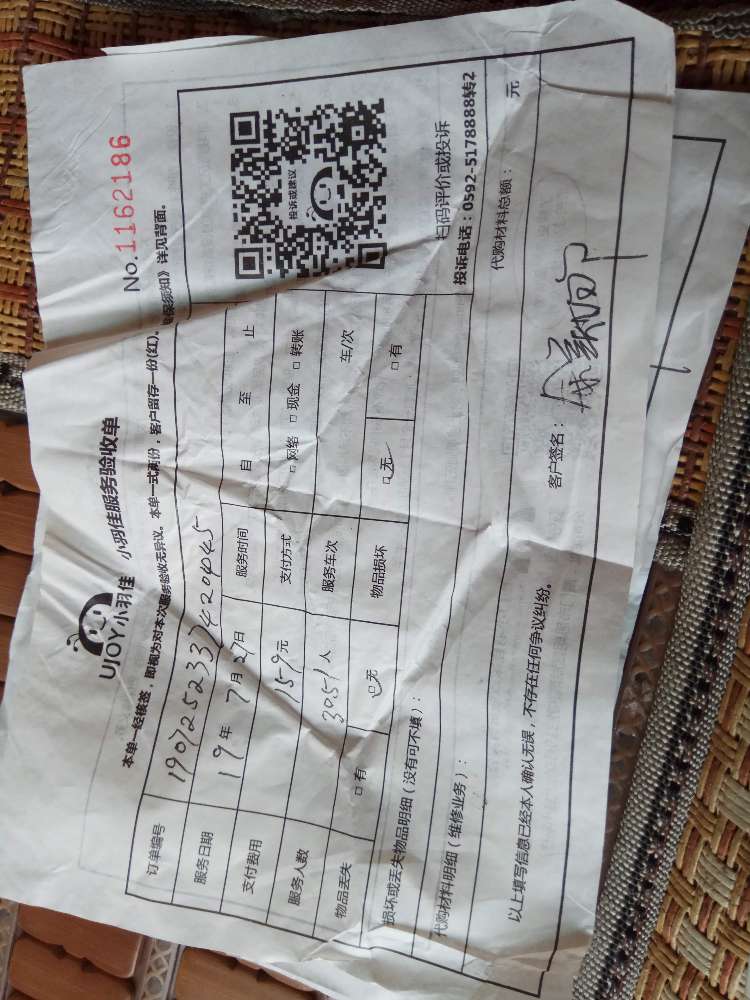 UJOY小羽佳 小羽佳服务验收单
No.1162186
本单一经核签，即视为对本次服务验收无异议。本单一式两份，客户留存一份(红)。 详见背面。
订单编号 1907252337420445
服务日期 19年7月27日 服务时间 自 至 止
支付费用 159元 支付方式 □网络 □现金 □转账
服务人数 人 服务车次 车/次
物品丢失 □有 □无 物品损坏 □无 □有
投诉或建议
扫码评价或投诉
投诉电话：0592-5178888转2
损坏或丢失物品明细（没有可不填）：
代购材料明细（维修业务）： 代购材料总额： 元
以上填写信息已经本人确认无误，不存在任何争议纠纷。
客户签名：